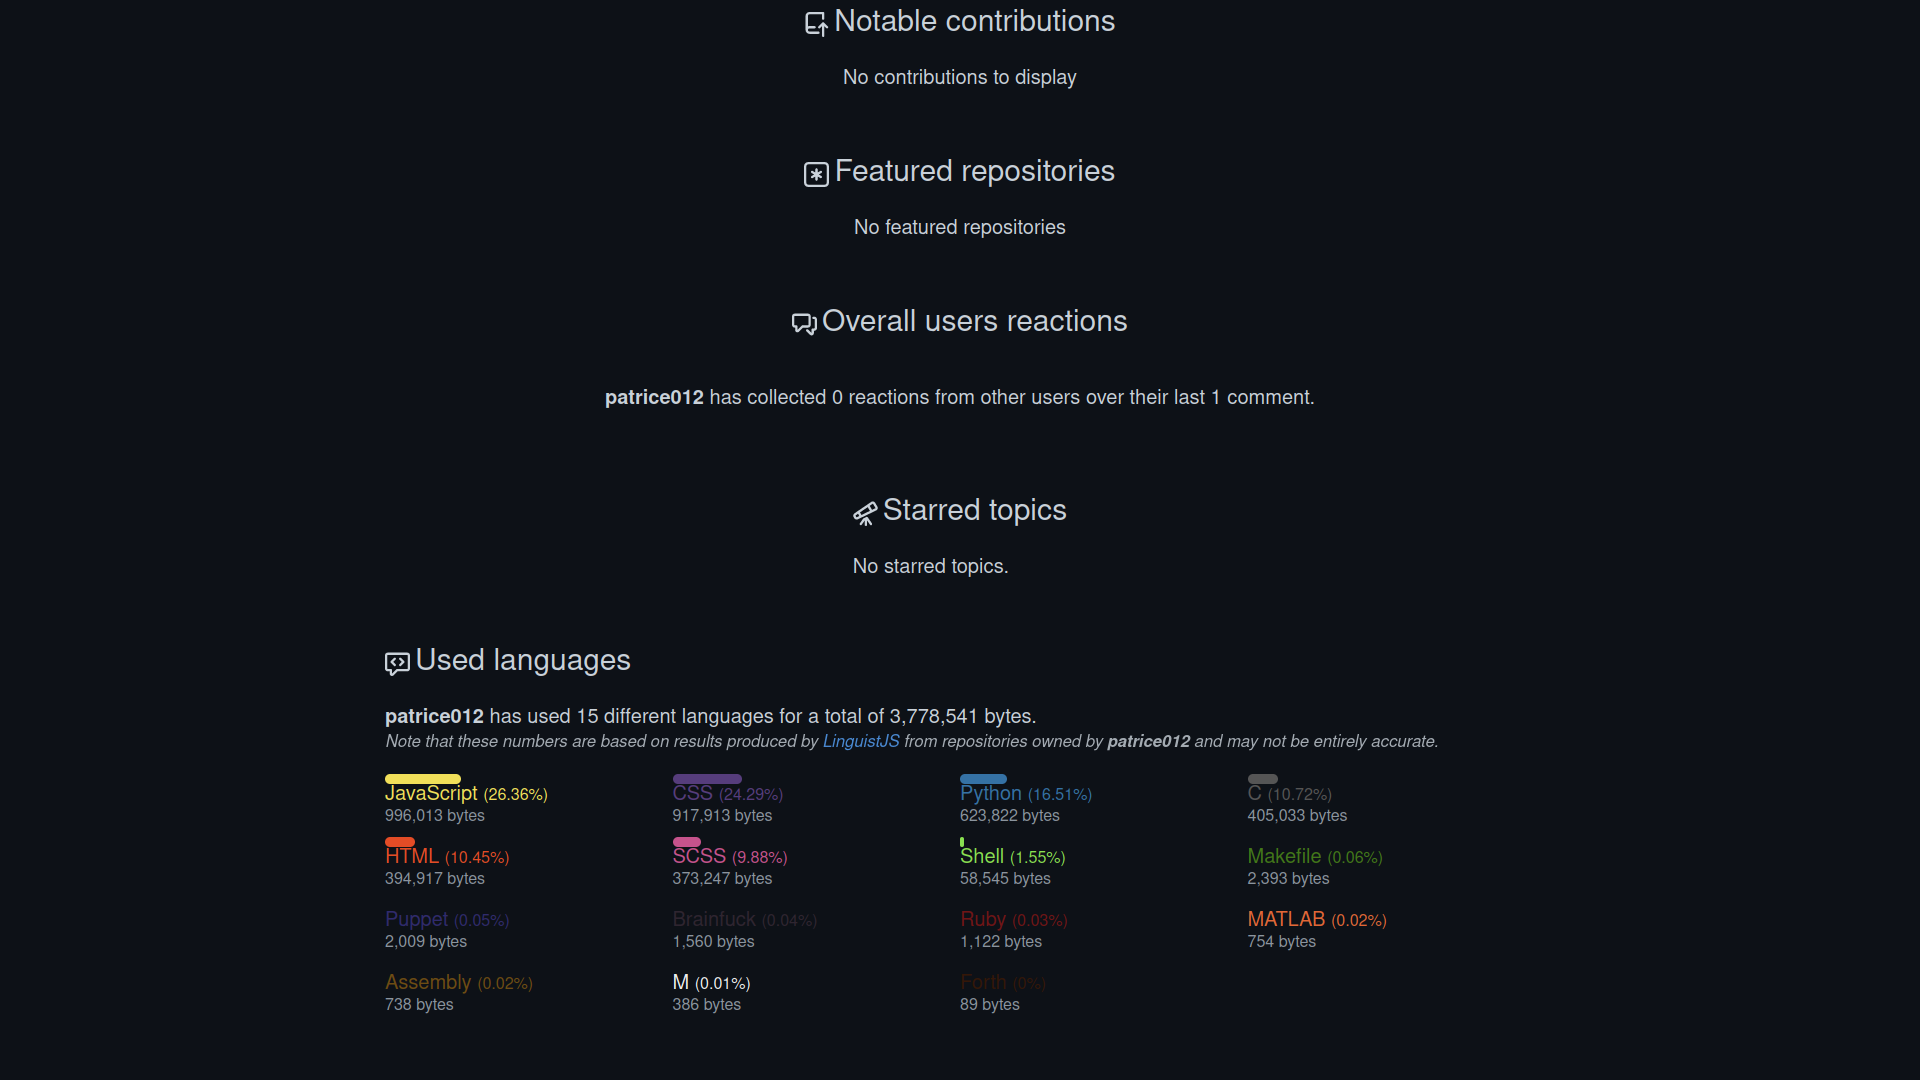 Notable contributions
No contributions to display
Featured repositories
No featured repositories
Overall users reactions
patrice012 has collected 0 reactions from other users over their last 1 comment.
Starred topics
No starred topics.
Used languages
patrice012 has used 15 different languages for a total of 3,778,541 bytes.
Note that these numbers are based on results produced by LinguistJS from repositories owned by patrice012 and may not be entirely accurate.
JavaScript (26.36%) CSS (24.29%) Python (16.51%) C (10.72%)
996,013 bytes 917,913 bytes 623,822 bytes 405,033 bytes
HTML (10.45%) SCSS (9.88%) Shell (1.55%) Makefile (0.06%)
394,917 bytes 373,247 bytes 58,545 bytes 2,393 bytes
Puppet (0.05%) Brainfuck (0.04%) Ruby (0.03%) MATLAB (0.02%)
2,009 bytes 1,560 bytes 1,122 bytes 754 bytes
Assembly (0.02%) M (0.01%) Forth (0%)
738 bytes 386 bytes 89 bytes